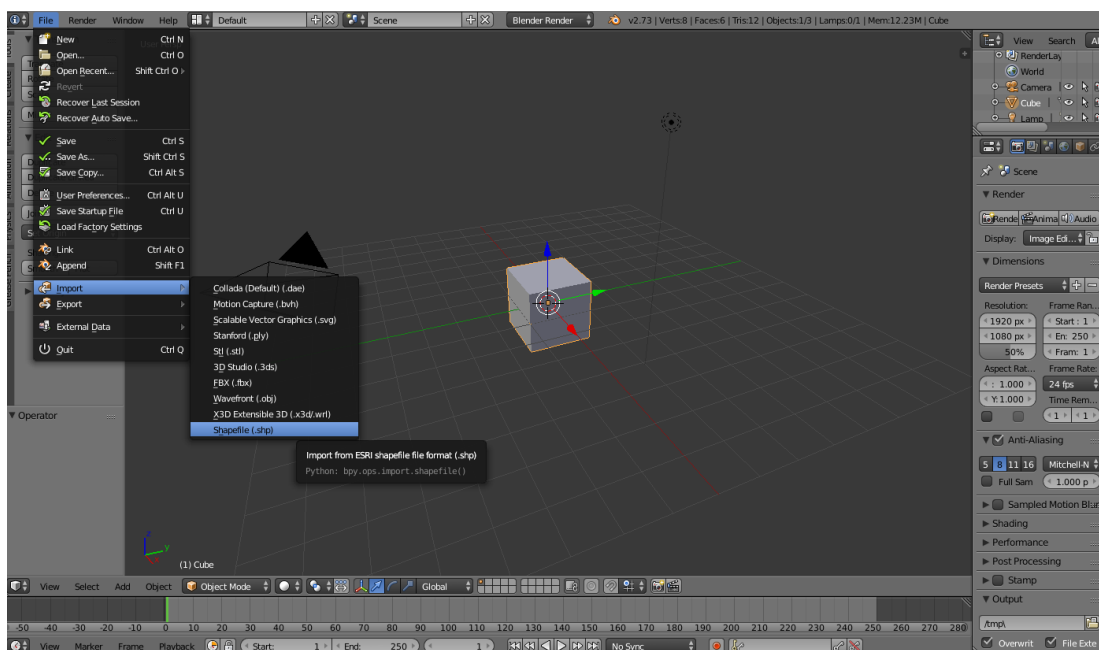 File Render Window Help Default Scene Blender Render v2.73 | Verts:8 | Faces:6 | Tris:12 | Objects:1/3 | Lamps:0/1 | Mem:12.23M | Cube
New Ctrl N
Open... Ctrl O
Open Recent... Shift Ctrl O
Revert
Recover Last Session
Recover Auto Save...
Save Ctrl S
Save As... Shift Ctrl S
Save Copy... Ctrl Alt S
User Preferences... Ctrl Alt U
Save Startup File Ctrl U
Load Factory Settings
Link Ctrl Alt O
Append Shift F1
Import
Export
External Data
Quit Ctrl Q
Collada (Default) (.dae)
Motion Capture (.bvh)
Scalable Vector Graphics (.svg)
Stanford (.ply)
Stl (.stl)
3D Studio (.3ds)
FBX (.fbx)
Wavefront (.obj)
X3D Extensible 3D (.x3d/.wrl)
Shapefile (.shp)
Import from ESRI shapefile file format (.shp)
Python: bpy.ops.import.shapefile()
Operator
z
y
(1) Cube
View Select Add Object Object Mode Global
-50 -40 -30 -20 -10 0 10 20 30 40 50 60 70 80 90 100 110 120 130 140 150 160 170 180 190 200 210 220 230 240 250 260 270 280
View Marker Frame Playback Start: 1 End: 250 1 No Sync
View Search Al
RenderLay
World
Camera
Cube
Lamp
Scene
Render
Rende Anima Audio
Display: Image Edi...
Dimensions
Render Presets
Resolution: Frame Ran...
1920 px Start : 1
1080 px En: 250
50% Fram: 1
Aspect Rat... Frame Rate:
: 1.000 24 fps
Y: 1.000 Time Rem...
1 1
Anti-Aliasing
5 8 11 16 Mitchell-N
Full Sam 1.000 p
Sampled Motion Blur
Shading
Performance
Post Processing
Stamp
Output
/tmp\
Overwrit File Exte